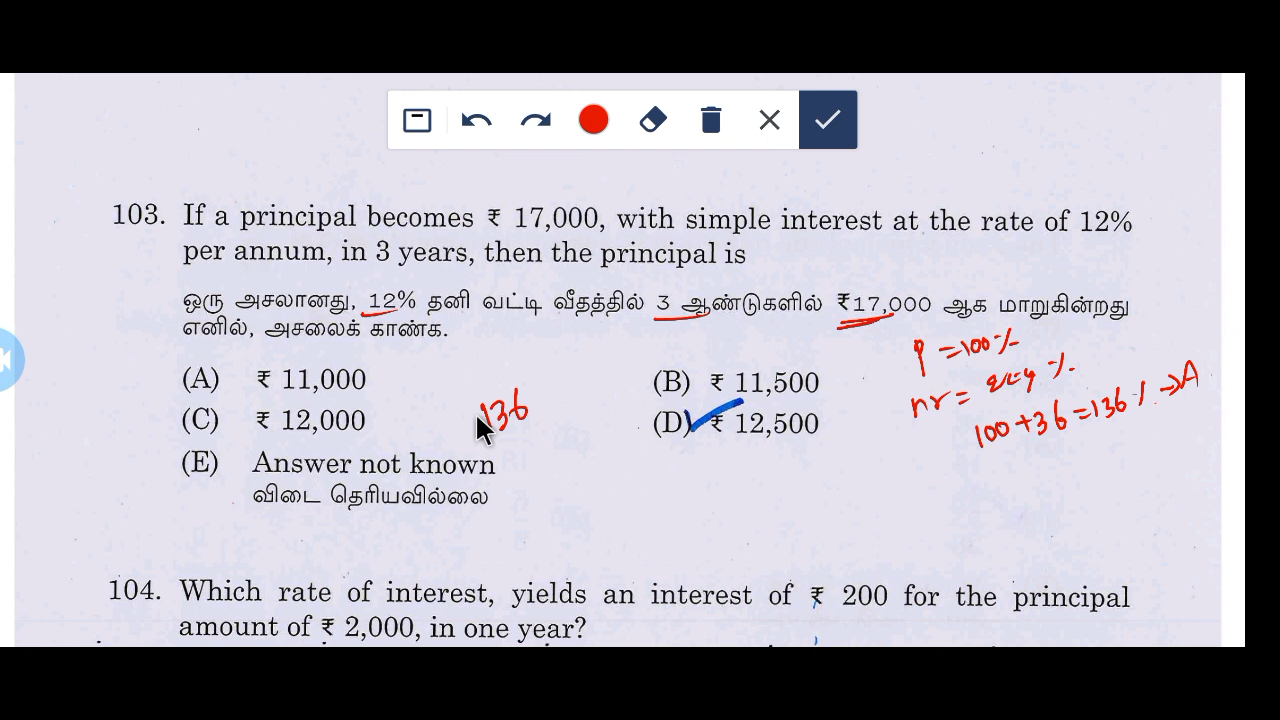 103. If a principal becomes ₹ 17,000, with simple interest at the rate of 12%
per annum, in 3 years, then the principal is
ஒரு அசலானது, 12% தனி வட்டி வீதத்தில் 3 ஆண்டுகளில் ₹17,000 ஆக மாறுகின்றது
எனில், அசலைக் காண்க.
P = 100%
nr = %
100 + 36 = 136% → A
(A) ₹ 11,000 (B) ₹ 11,500
(C) ₹ 12,000 136 (D) ₹ 12,500
(E) Answer not known
விடை தெரியவில்லை
104. Which rate of interest, yields an interest of ₹ 200 for the principal
amount of ₹ 2,000, in one year?